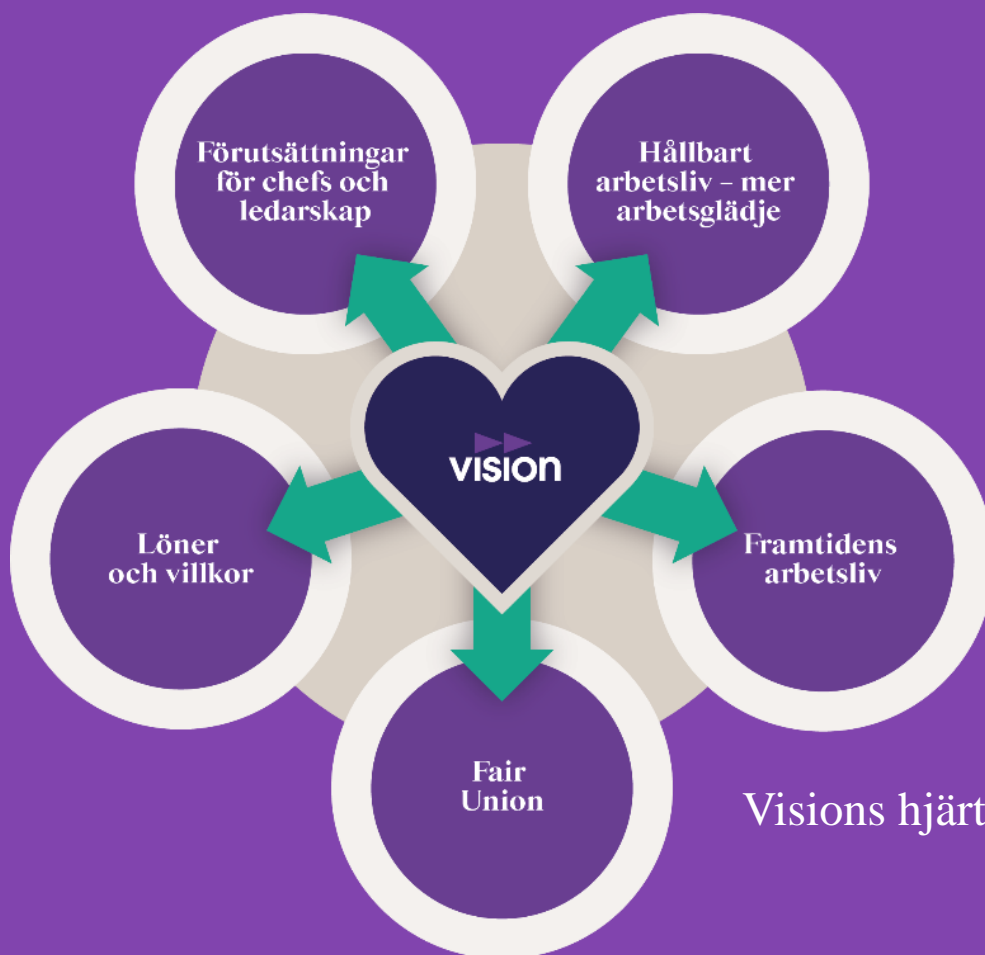 Förutsättningar
för chefs och
ledarskap
Hållbart
arbetsliv – mer
arbetsglädje
vision
Löner
och villkor
Framtidens
arbetsliv
Fair
Union
Visions hjärt